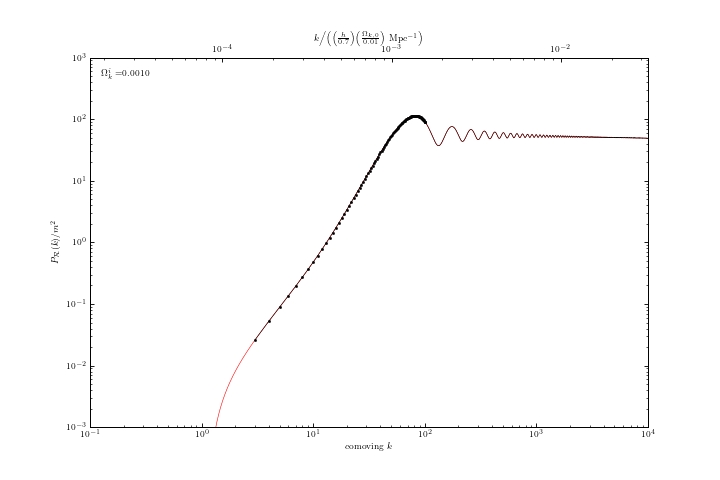 k/((h/0.7)(Ω_{k,0}/0.01) Mpc⁻¹)
10⁻⁴ 10⁻³ 10⁻²
10³
Ω_k^i=0.0010
10²
10¹
10⁰
10⁻¹
10⁻²
10⁻³
P_ℛ(k)/m²
10⁻¹ 10⁰ 10¹ 10² 10³ 10⁴
comoving k